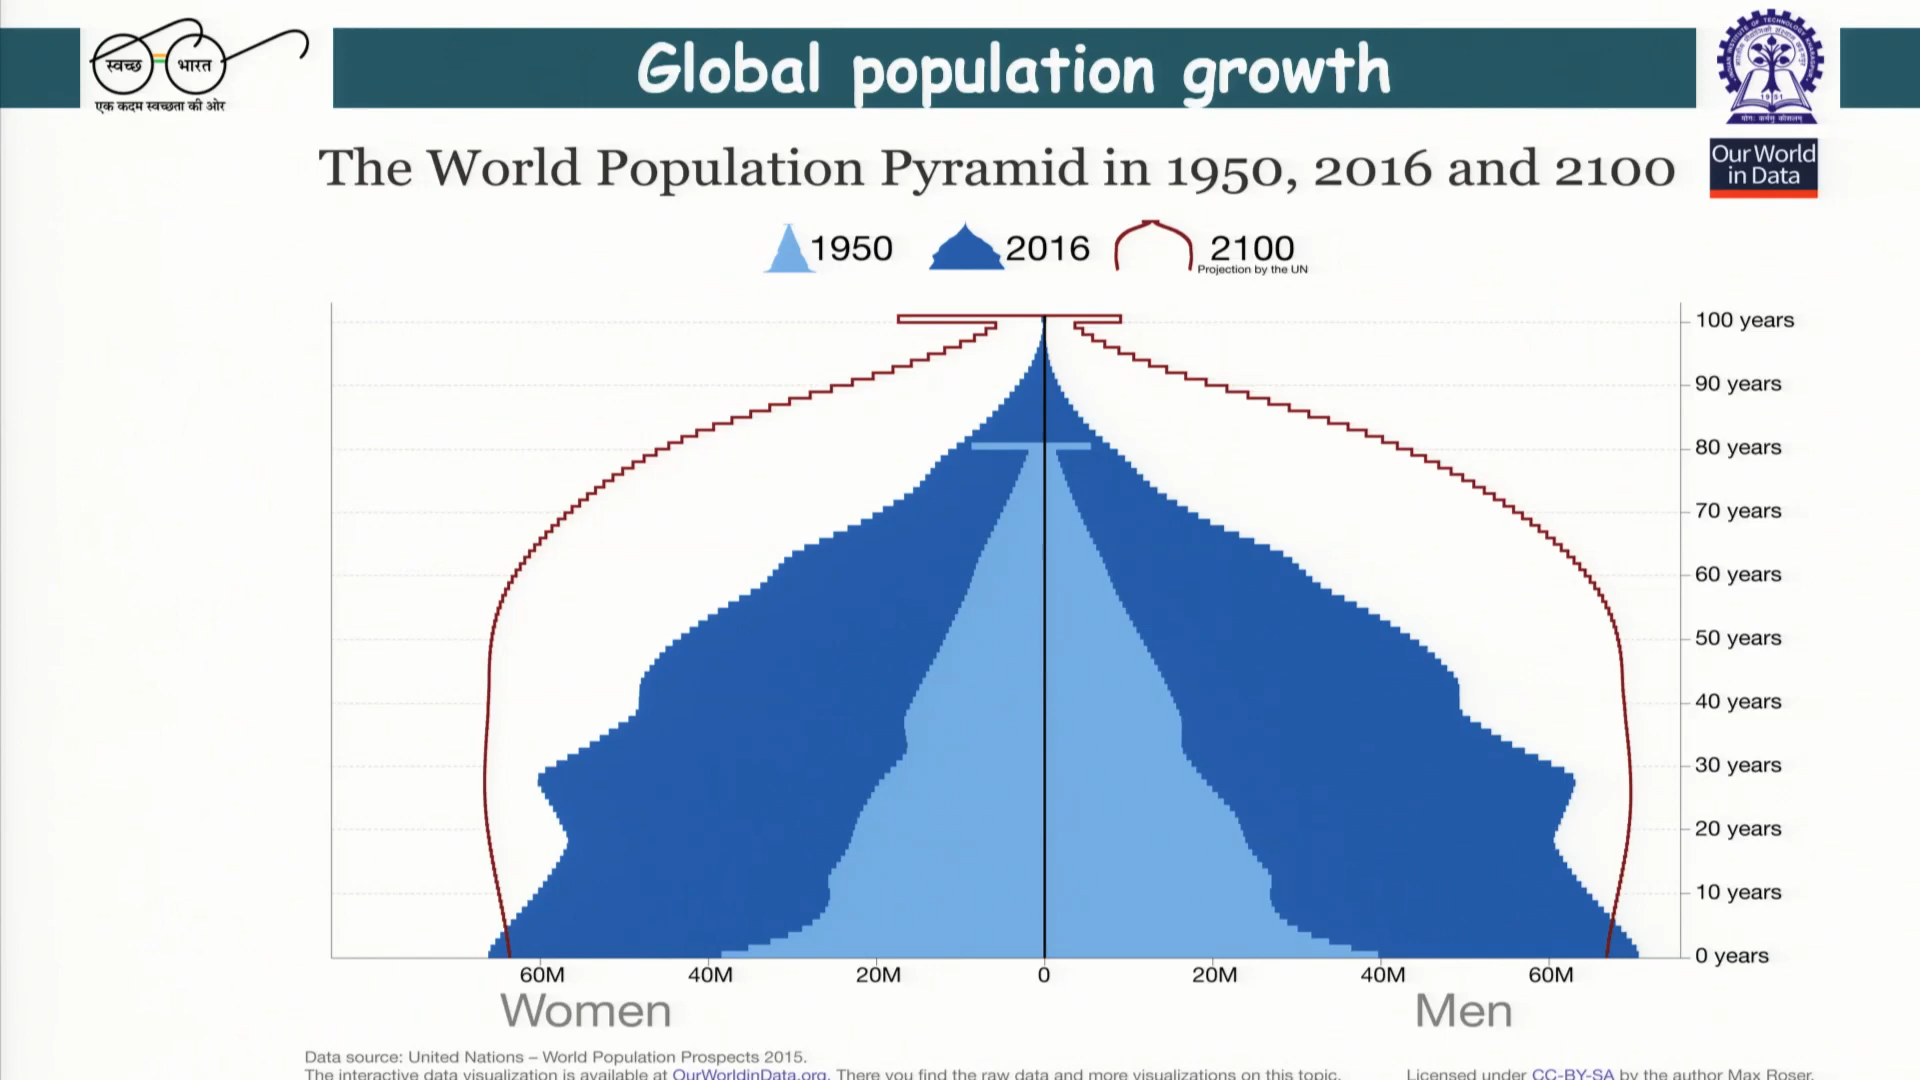 स्वच्छ भारत
एक कदम स्वच्छता की ओर
Global population growth
1951
योगः कर्मसु कौशलम्
The World Population Pyramid in 1950, 2016 and 2100
Our World
in Data
1950
2016
2100
Projection by the UN
100 years
90 years
80 years
70 years
60 years
50 years
40 years
30 years
20 years
10 years
0 years
60M 40M 20M 0 20M 40M 60M
Women
Men
Data source: United Nations – World Population Prospects 2015.
The interactive data visualization is available at OurWorldinData.org. There you find the raw data and more visualizations on this topic.
Licensed under CC-BY-SA by the author Max Roser.